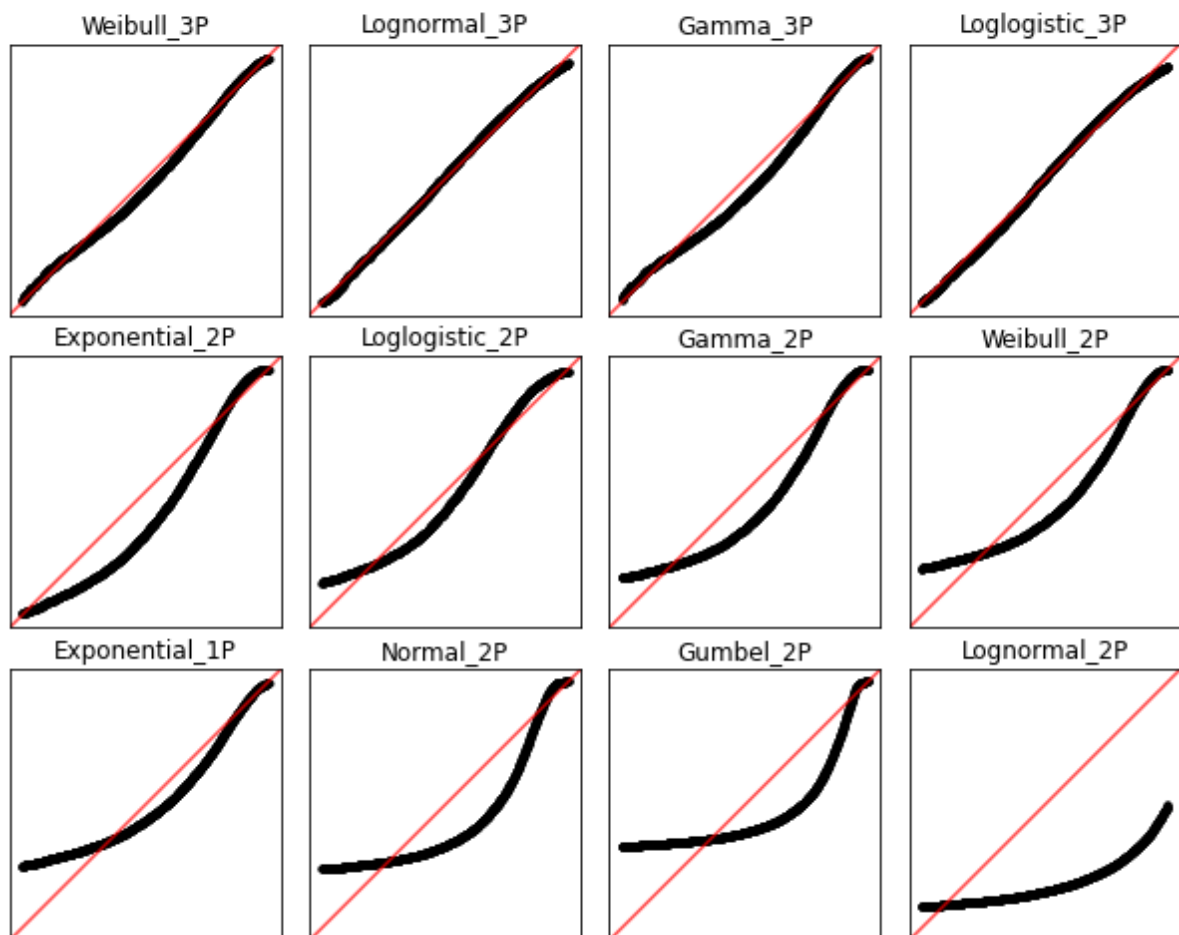 Weibull_3P
Lognormal_3P
Gamma_3P
Loglogistic_3P
Exponential_2P
Loglogistic_2P
Gamma_2P
Weibull_2P
Exponential_1P
Normal_2P
Gumbel_2P
Lognormal_2P